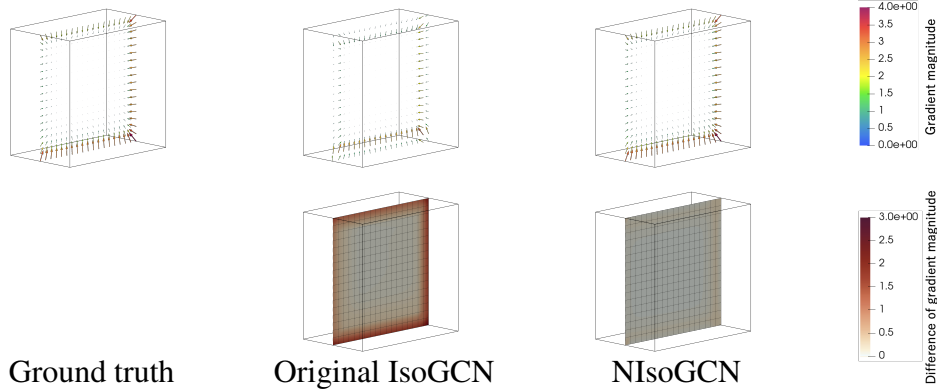 4.0e+00
3.5
3
2.5
2
1.5
1
0.5
0.0e+00
Gradient magnitude
3.0e+00
2.5
2
1.5
1
0.5
0
Difference of gradient magnitude
Ground truth
Original IsoGCN
NIsoGCN